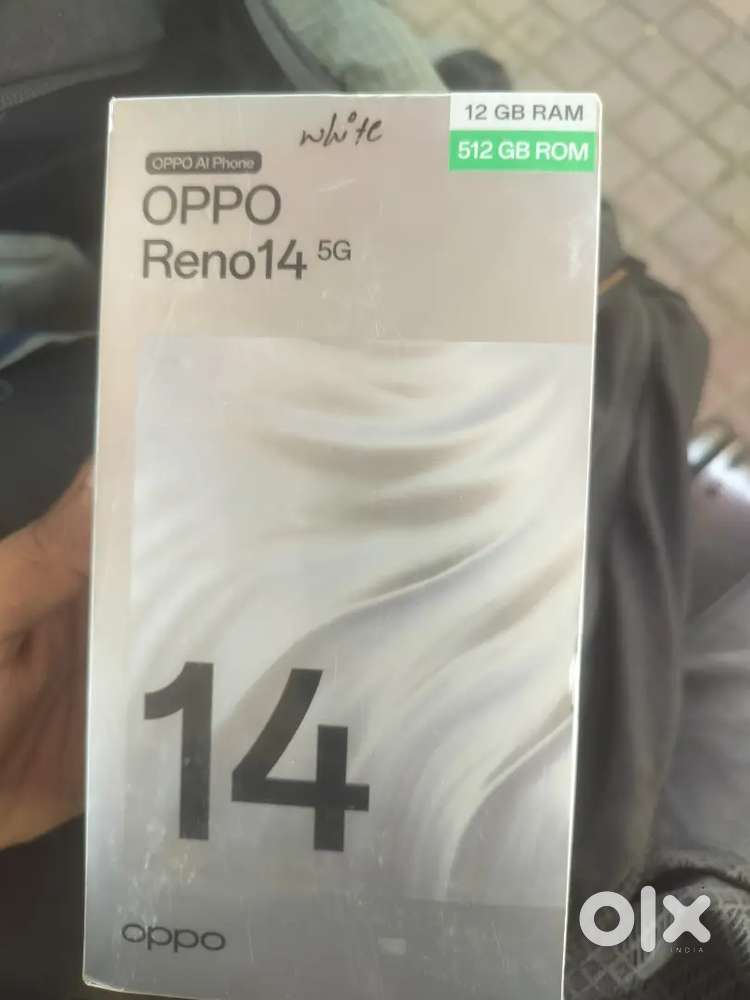 white
12 GB RAM
512 GB ROM
OPPO AI Phone
OPPO
Reno14 5G
14
oppo
olx
INDIA